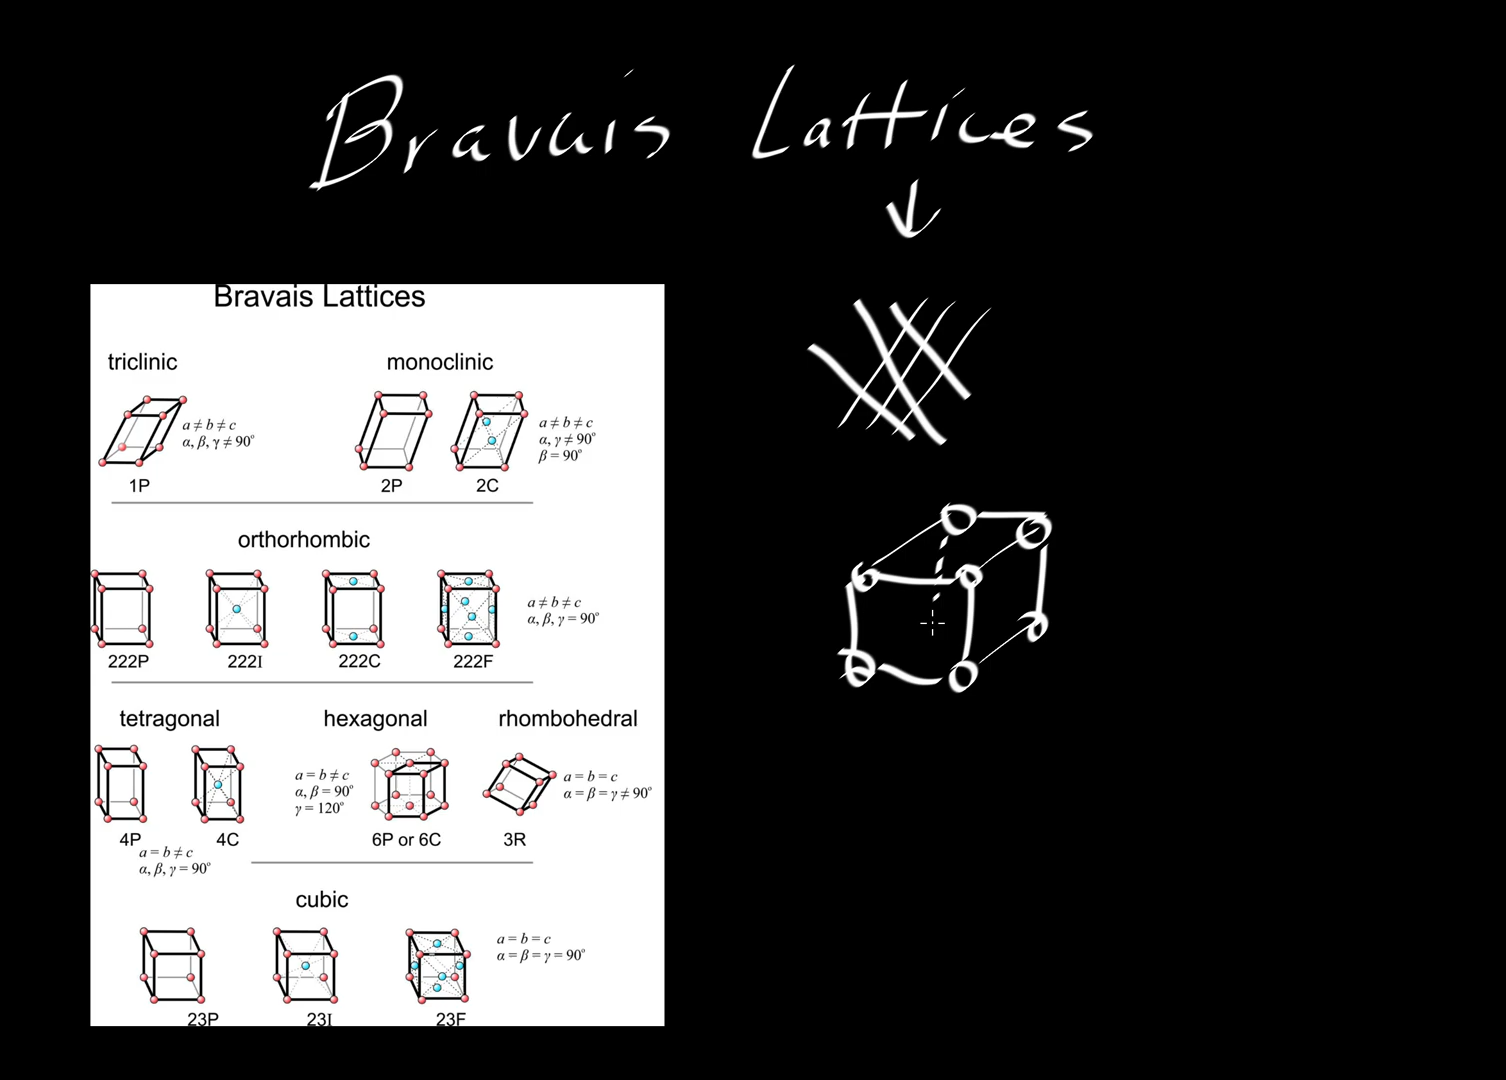 Bravais Lattices
Bravais Lattices
triclinic
monoclinic
a ≠ b ≠ c
α, β, γ ≠ 90°
a ≠ b ≠ c
α, γ ≠ 90°
β = 90°
1P
2P
2C
orthorhombic
a ≠ b ≠ c
α, β, γ = 90°
222P
222I
222C
222F
tetragonal
hexagonal
rhombohedral
a = b ≠ c
α, β = 90°
γ = 120°
a = b = c
α = β = γ ≠ 90°
4P
4C
6P or 6C
3R
a = b ≠ c
α, β, γ = 90°
cubic
a = b = c
α = β = γ = 90°
23P
23I
23F